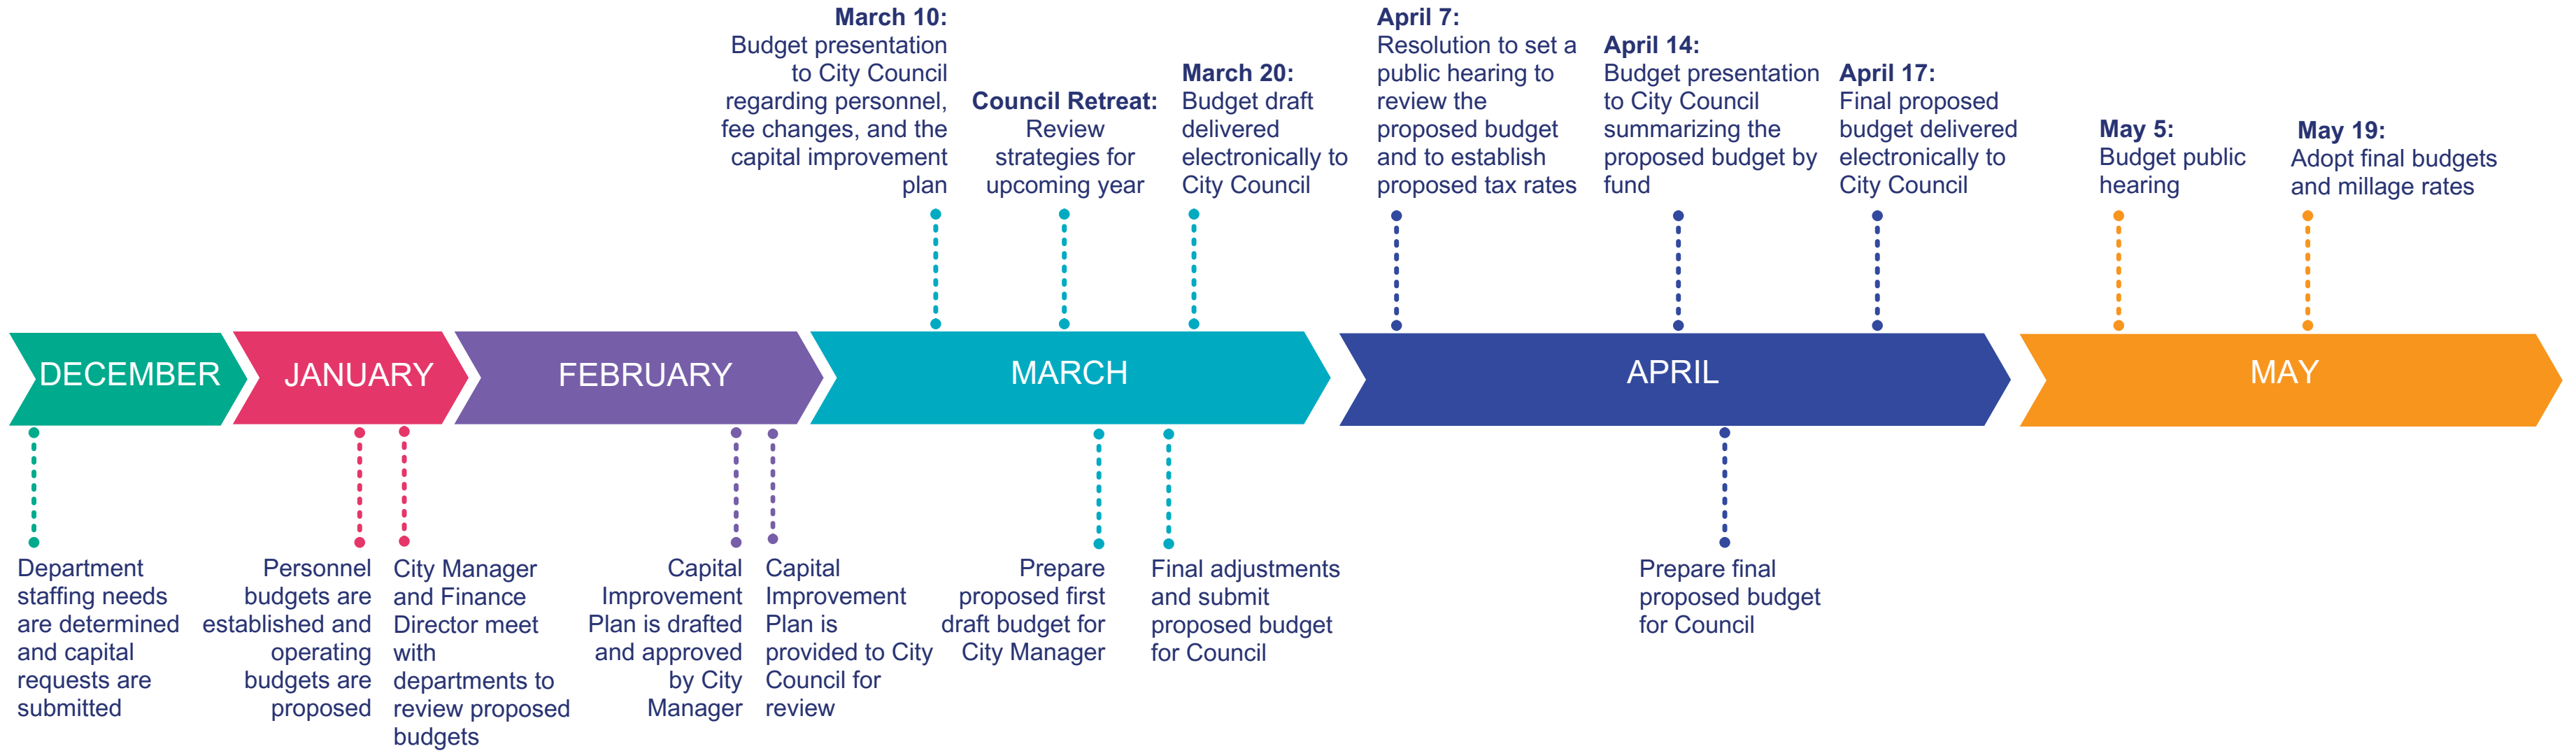 March 10:
Budget presentation
to City Council
regarding personnel,
fee changes, and the
capital improvement
plan
Council Retreat:
Review
strategies for
upcoming year
March 20:
Budget draft
delivered
electronically to
City Council
April 7:
Resolution to set a
public hearing to
review the
proposed budget
and to establish
proposed tax rates
April 14:
Budget presentation
to City Council
summarizing the
proposed budget by
fund
April 17:
Final proposed
budget delivered
electronically to
City Council
May 5:
Budget public
hearing
May 19:
Adopt final budgets
and millage rates
DECEMBER
JANUARY
FEBRUARY
MARCH
APRIL
MAY
Department
staffing needs
are determined
and capital
requests are
submitted
Personnel
budgets are
established and
operating
budgets are
proposed
City Manager
and Finance
Director meet
with
departments to
review proposed
budgets
Capital
Improvement
Plan is drafted
and approved
by City
Manager
Capital
Improvement
Plan is
provided to City
Council for
review
Prepare
proposed first
draft budget for
City Manager
Final adjustments
and submit
proposed budget
for Council
Prepare final
proposed budget
for Council